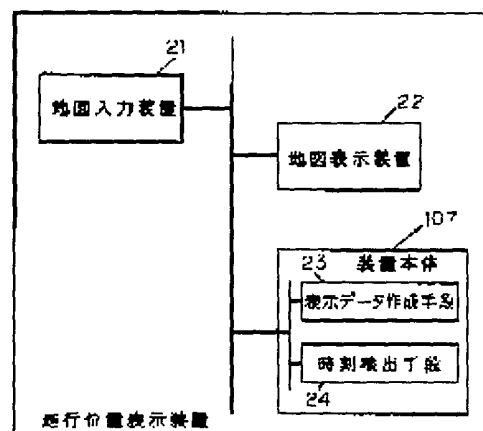 21
地図入力装置
22
地図表示装置
107
装置本体
23
表示データ作成手段
時刻検出手段
24
走行位置表示装置